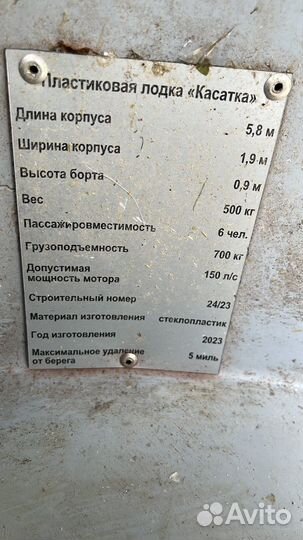 Пластиковая лодка «Касатка»
Длина корпуса 5,8 м
Ширина корпуса 1,9 м
Высота борта 0,9 м
Вес 500 кг
Пассажировместимость 6 чел.
Грузоподъемность 700 кг
Допустимая
мощность мотора 150 л/с
Строительный номер 24/23
Материал изготовления стеклопластик
Год изготовления 2023
Максимальное удаление 5 миль
от берега
Avito